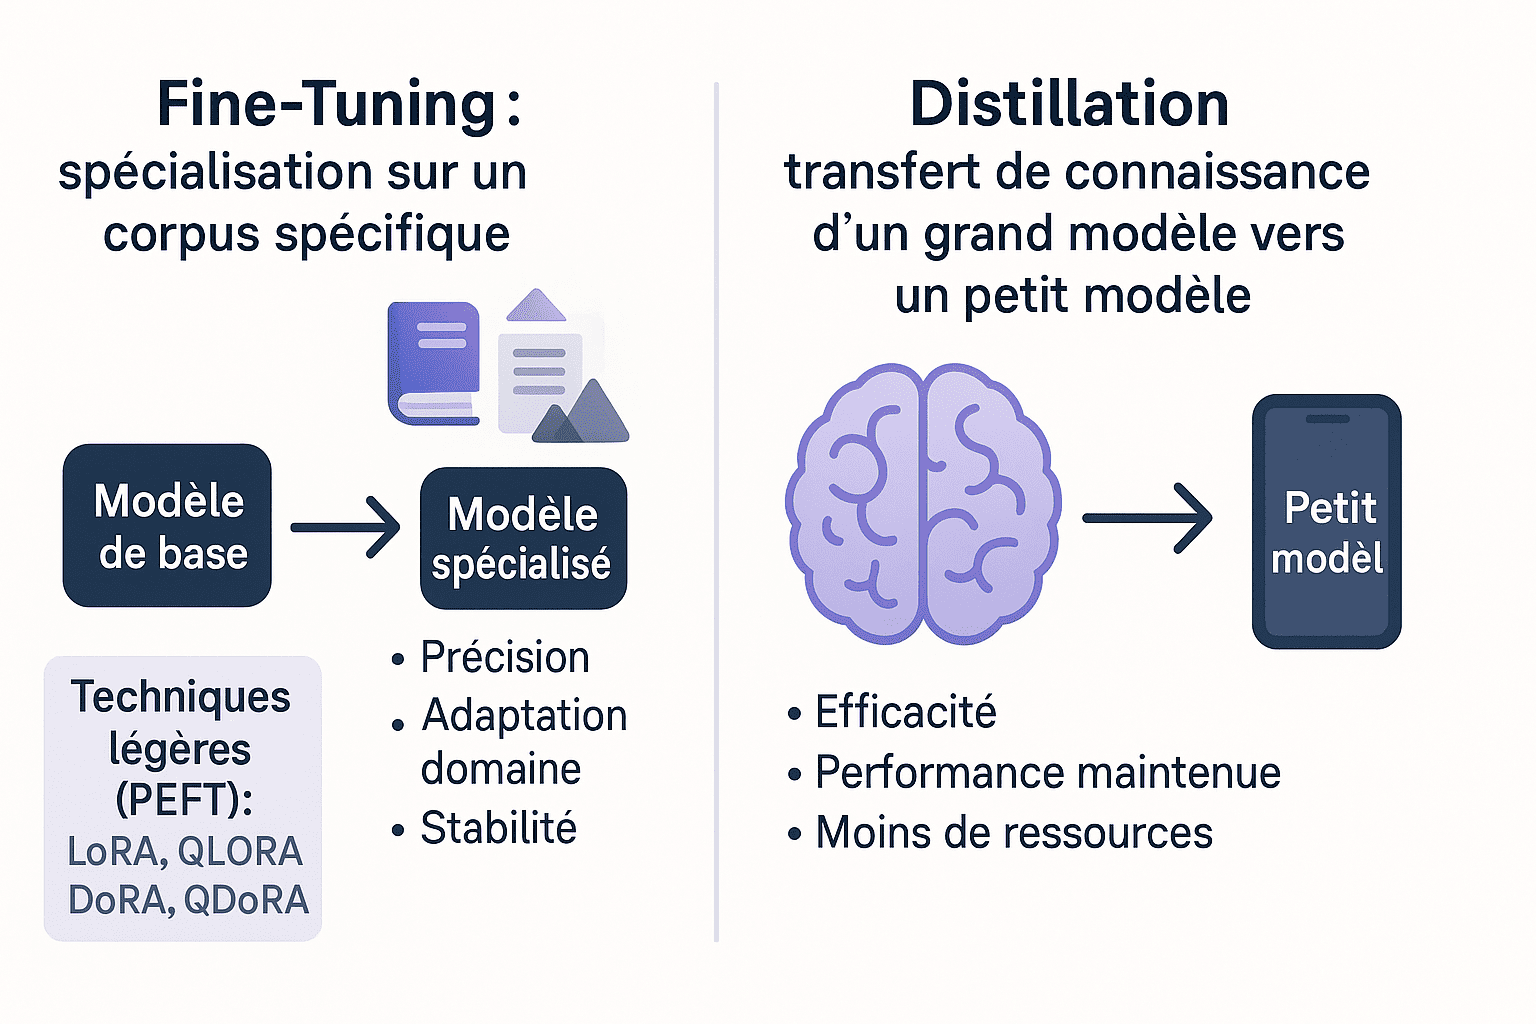 Fine-Tuning :
spécialisation sur un
corpus spécifique
Modèle
de base
Modèle
spécialisé
Techniques
légères
(PEFT):
LoRA, QLORA
DoRA, QDoRA
• Précision
• Adaptation
domaine
• Stabilité
Distillation
transfert de connaissance
d’un grand modèle vers
un petit modèle
Petit
modèl
• Efficacité
• Performance maintenue
• Moins de ressources